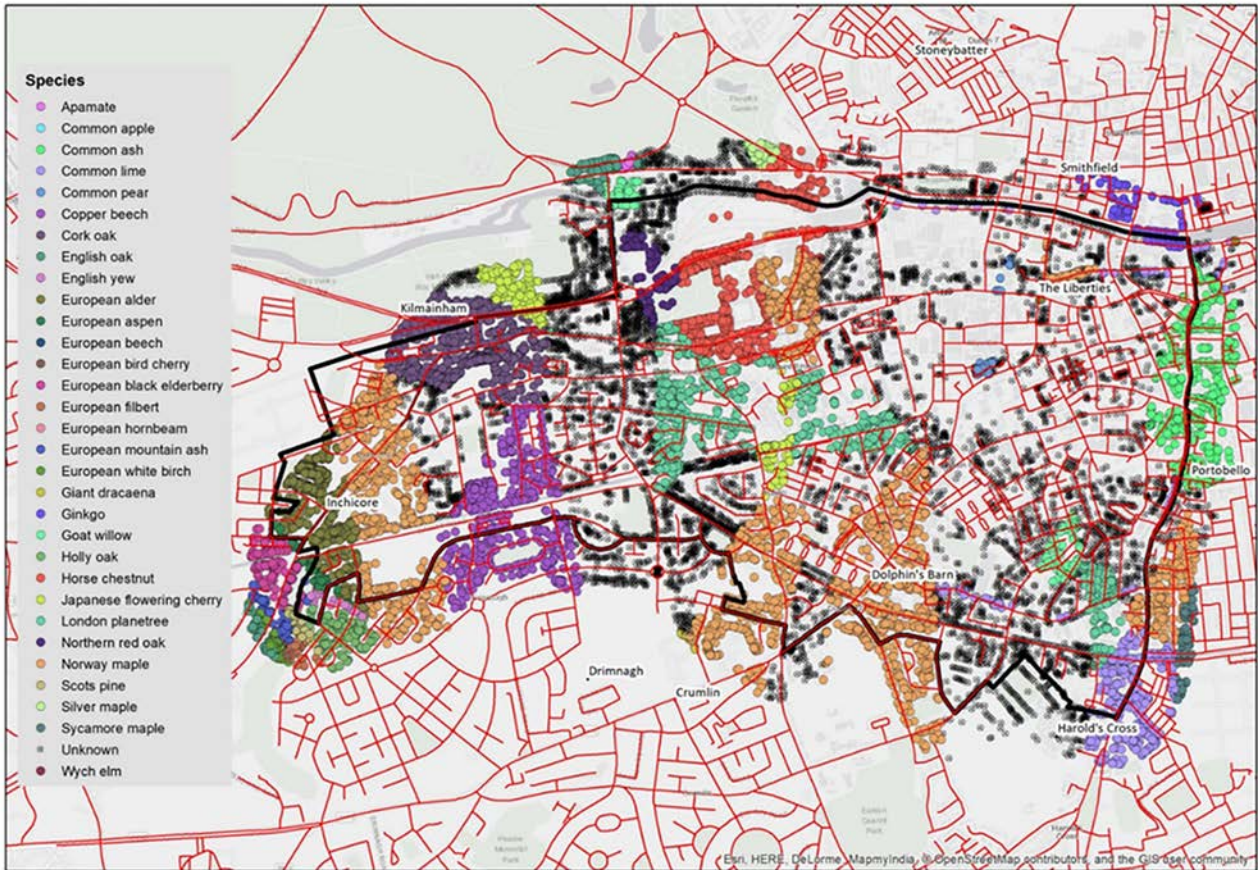 Stoneybatter
Species
Apamate
Common apple
Common ash
Common lime
Common pear
Copper beech
Cork oak
English oak
English yew
European alder
European aspen
European beech
European bird cherry
European black elderberry
European filbert
European hornbeam
European mountain ash
European white birch
Giant dracaena
Ginkgo
Goat willow
Holly oak
Horse chestnut
Japanese flowering cherry
London planetree
Northern red oak
Norway maple
Scots pine
Silver maple
Sycamore maple
Unknown
Wych elm
Smithfield
The Liberties
Kilmainham
Portobello
Inchicore
Dolphin's Barn
Drimnagh
Crumlin
Harold's Cross
Esri, HERE, DeLorme, MapmyIndia, © OpenStreetMap contributors, and the GIS user community